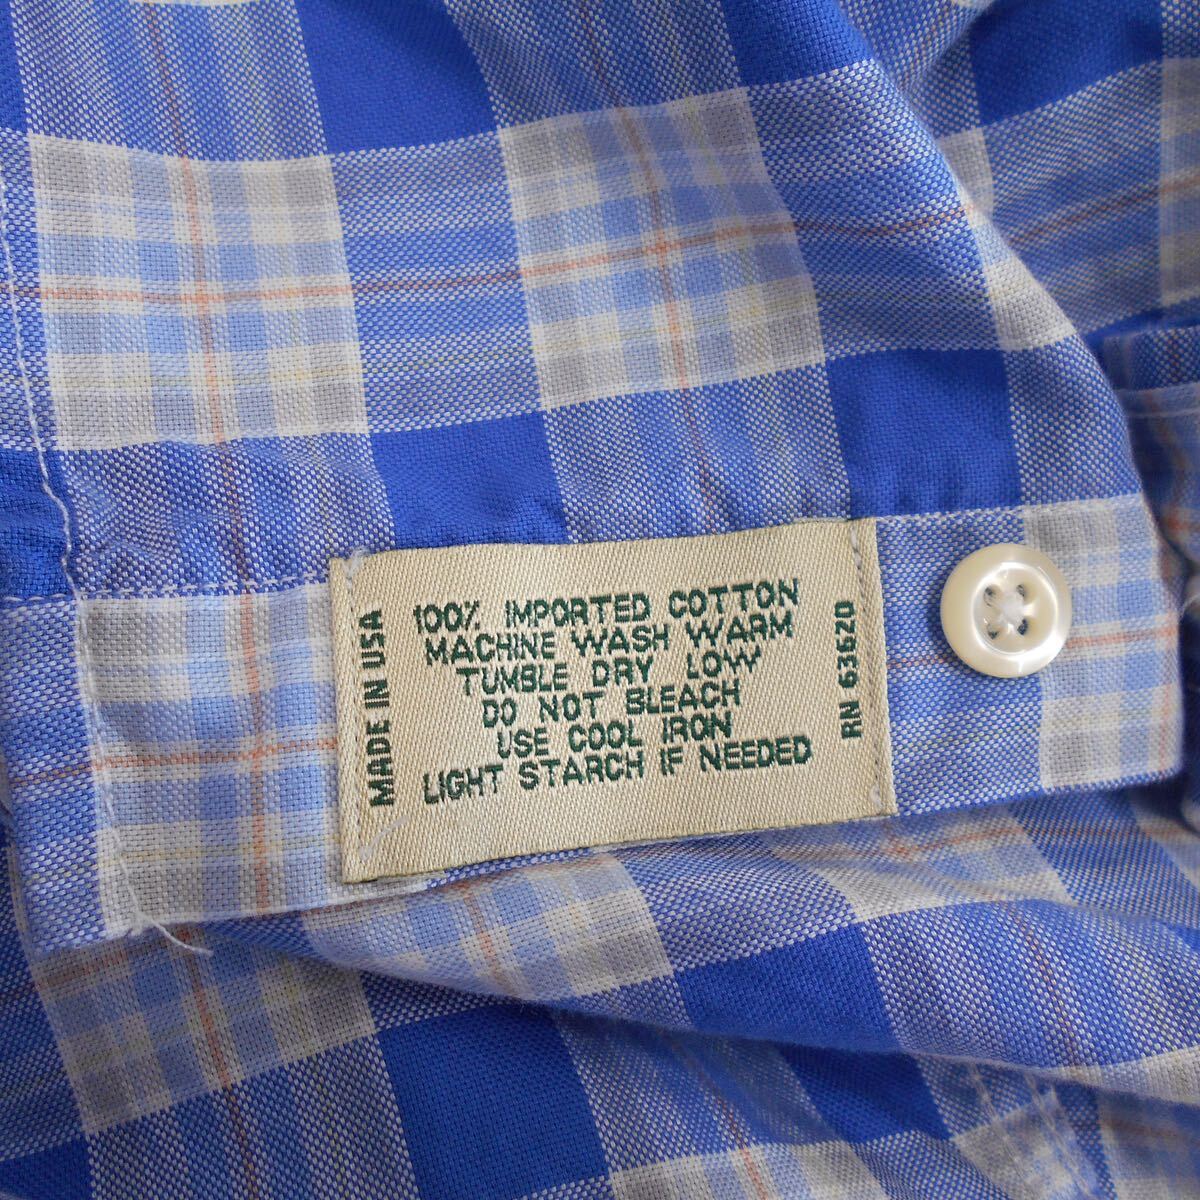 MADE IN USA
100% IMPORTED COTTON
MACHINE WASH WARM
TUMBLE DRY LOW
DO NOT BLEACH
USE COOL IRON
LIGHT STARCH IF NEEDED
RN 63620